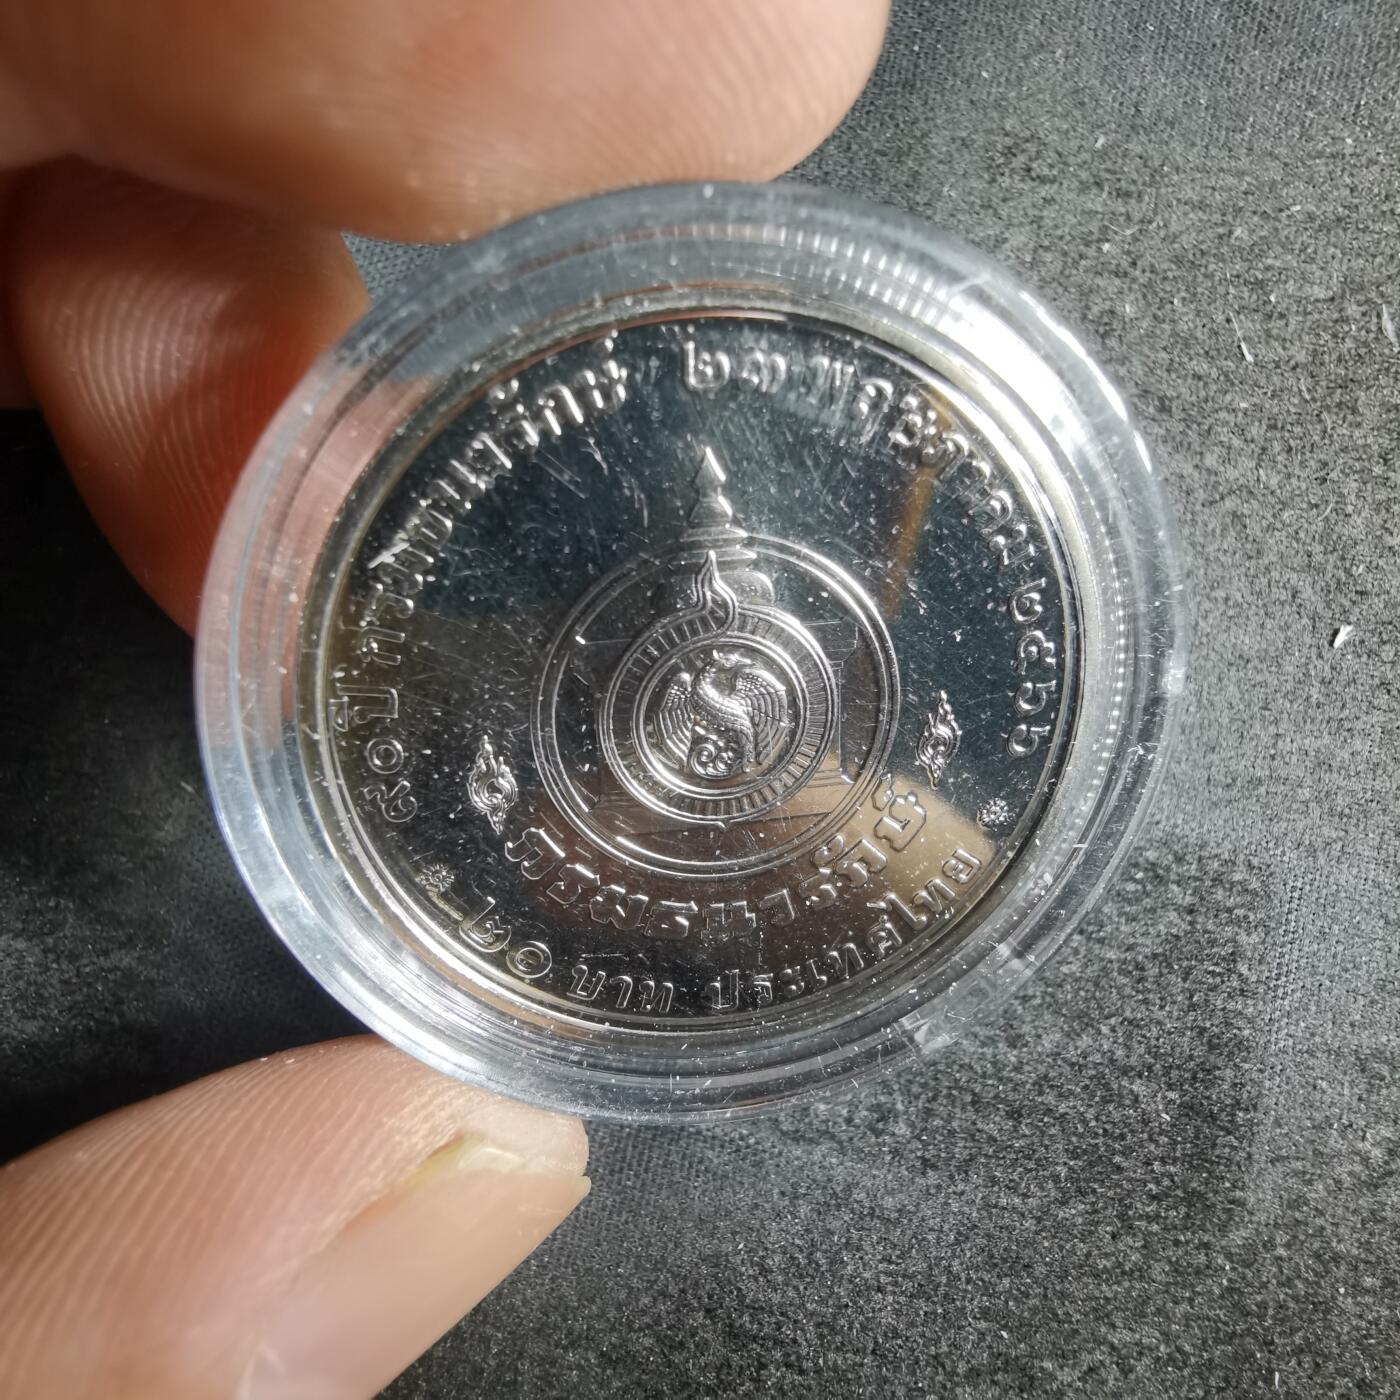 ๘๐ ปี กรมธนารักษ์ ๒๓ พฤษภาคม ๒๕๕๖
กรมธนารักษ์
๒๐ บาท ประเทศไทย